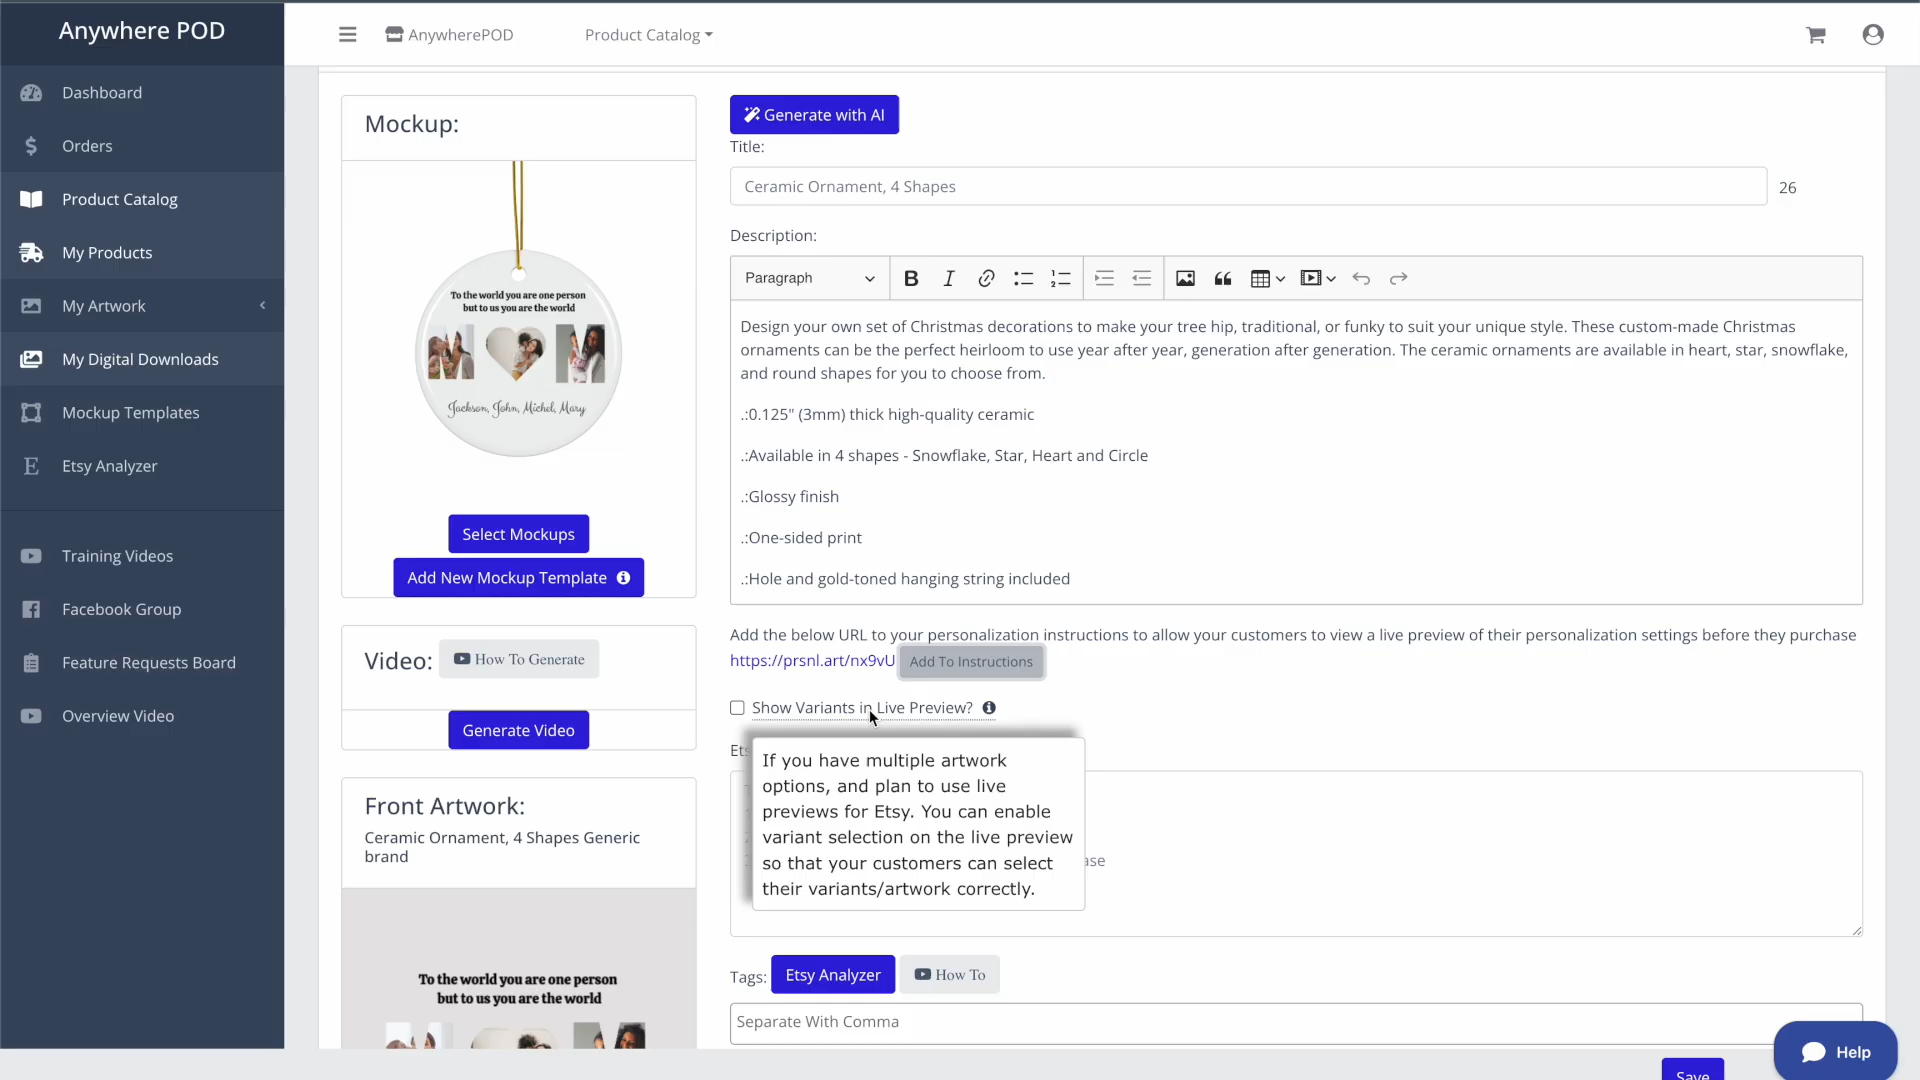 Anywhere POD
AnywherePOD
Product Catalog
Dashboard
Orders
Product Catalog
My Products
My Artwork
My Digital Downloads
Mockup Templates
Etsy Analyzer
Training Videos
Facebook Group
Feature Requests Board
Overview Video
Mockup:
To the world you are one person
but to us you are the world
M M
Jackson, John, Michel, Mary
Select Mockups
Add New Mockup Template
Video: How To Generate
Generate Video
Front Artwork:
Ceramic Ornament, 4 Shapes Generic
brand
To the world you are one person
but to us you are the world
Generate with AI
Title:
Ceramic Ornament, 4 Shapes 26
Description:
Paragraph
Design your own set of Christmas decorations to make your tree hip, traditional, or funky to suit your unique style. These custom-made Christmas
ornaments can be the perfect heirloom to use year after year, generation after generation. The ceramic ornaments are available in heart, star, snowflake,
and round shapes for you to choose from.
.:0.125" (3mm) thick high-quality ceramic
.:Available in 4 shapes - Snowflake, Star, Heart and Circle
.:Glossy finish
.:One-sided print
.:Hole and gold-toned hanging string included
Add the below URL to your personalization instructions to allow your customers to view a live preview of their personalization settings before they purchase
https://prsnl.art/nx9vU Add To Instructions
Show Variants in Live Preview?
If you have multiple artwork
options, and plan to use live
previews for Etsy. You can enable
variant selection on the live preview
so that your customers can select
their variants/artwork correctly.
Tags: Etsy Analyzer How To
Separate With Comma
Help
Save